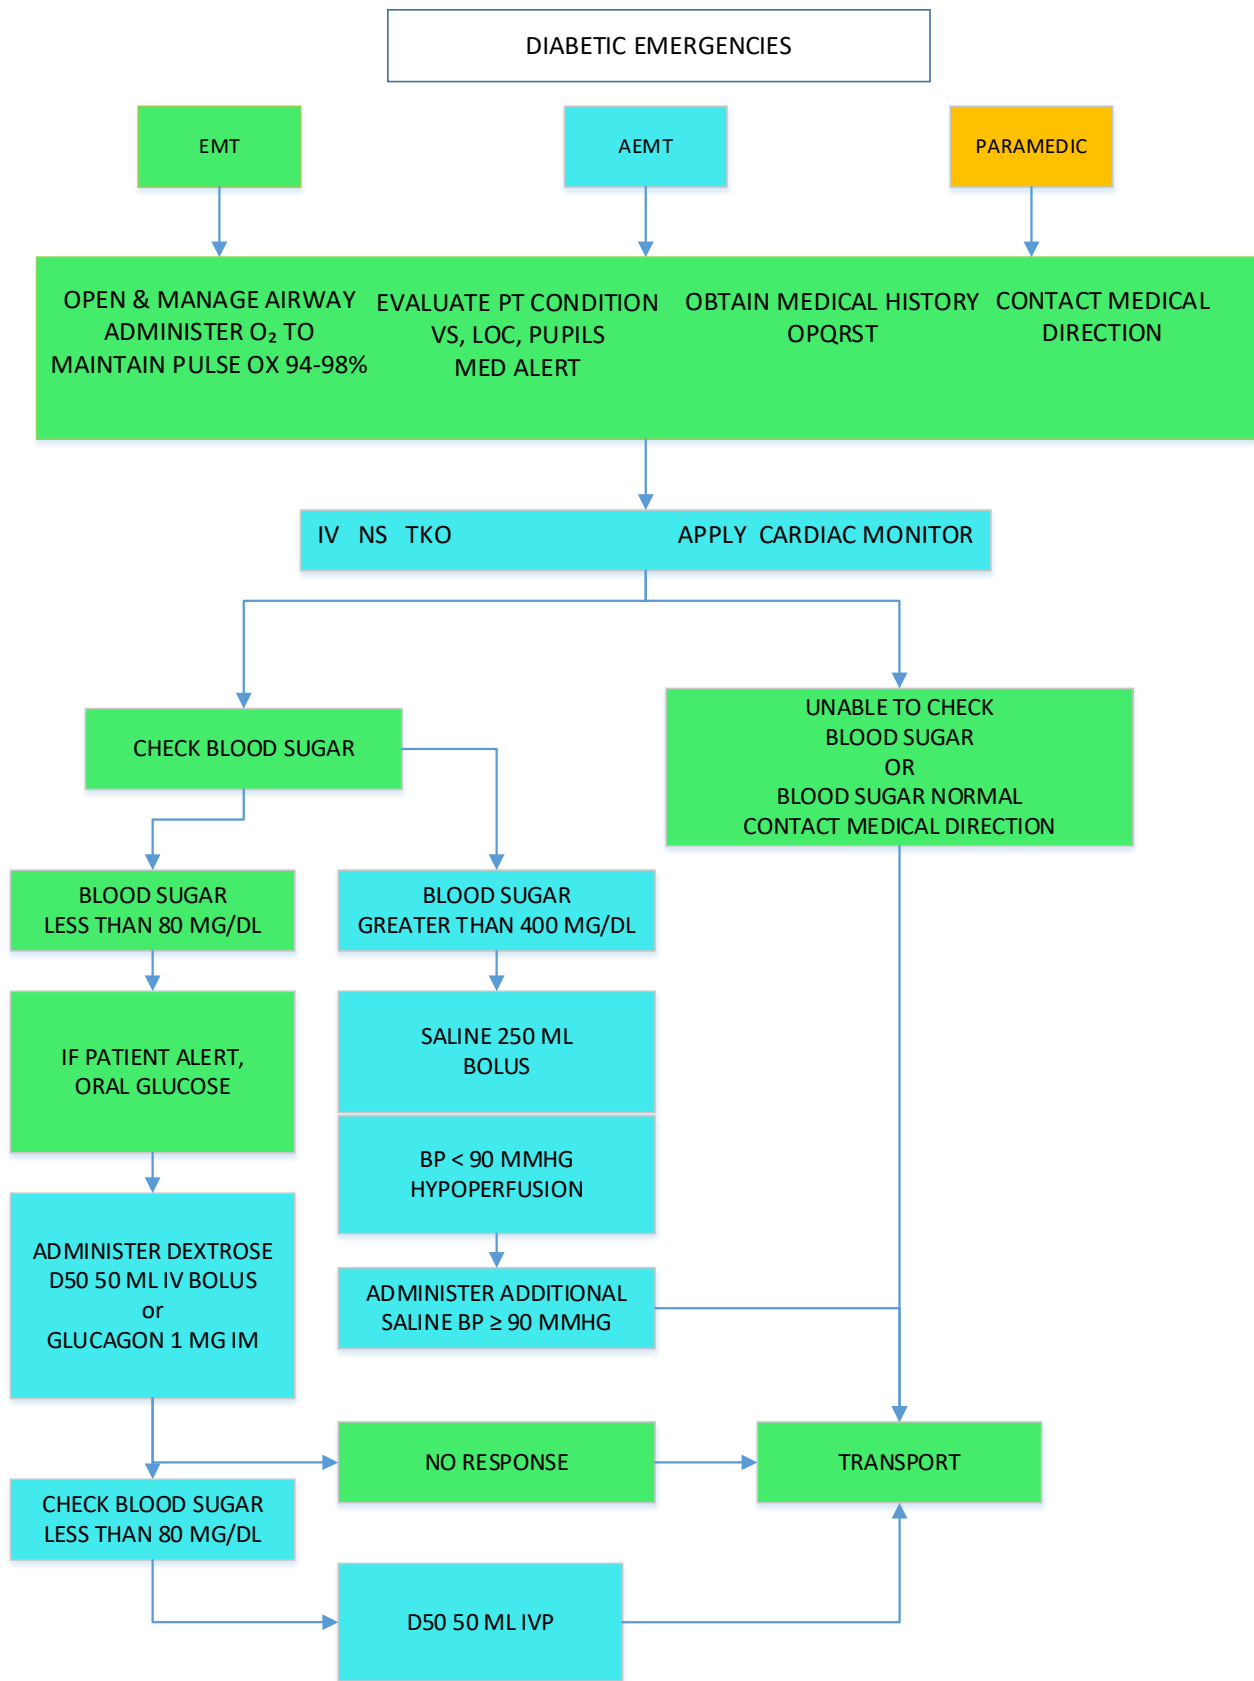 DIABETIC EMERGENCIES
EMT
AEMT
PARAMEDIC
OPEN & MANAGE AIRWAY
ADMINISTER O₂ TO
MAINTAIN PULSE OX 94-98%
EVALUATE PT CONDITION
VS, LOC, PUPILS
MED ALERT
OBTAIN MEDICAL HISTORY
OPQRST
CONTACT MEDICAL
DIRECTION
IV NS TKO
APPLY CARDIAC MONITOR
CHECK BLOOD SUGAR
UNABLE TO CHECK
BLOOD SUGAR
OR
BLOOD SUGAR NORMAL
CONTACT MEDICAL DIRECTION
BLOOD SUGAR
LESS THAN 80 MG/DL
BLOOD SUGAR
GREATER THAN 400 MG/DL
IF PATIENT ALERT,
ORAL GLUCOSE
SALINE 250 ML
BOLUS
BP < 90 MMHG
HYPOPERFUSION
ADMINISTER DEXTROSE
D50 50 ML IV BOLUS
or
GLUCAGON 1 MG IM
ADMINISTER ADDITIONAL
SALINE BP ≥ 90 MMHG
NO RESPONSE
TRANSPORT
CHECK BLOOD SUGAR
LESS THAN 80 MG/DL
D50 50 ML IVP